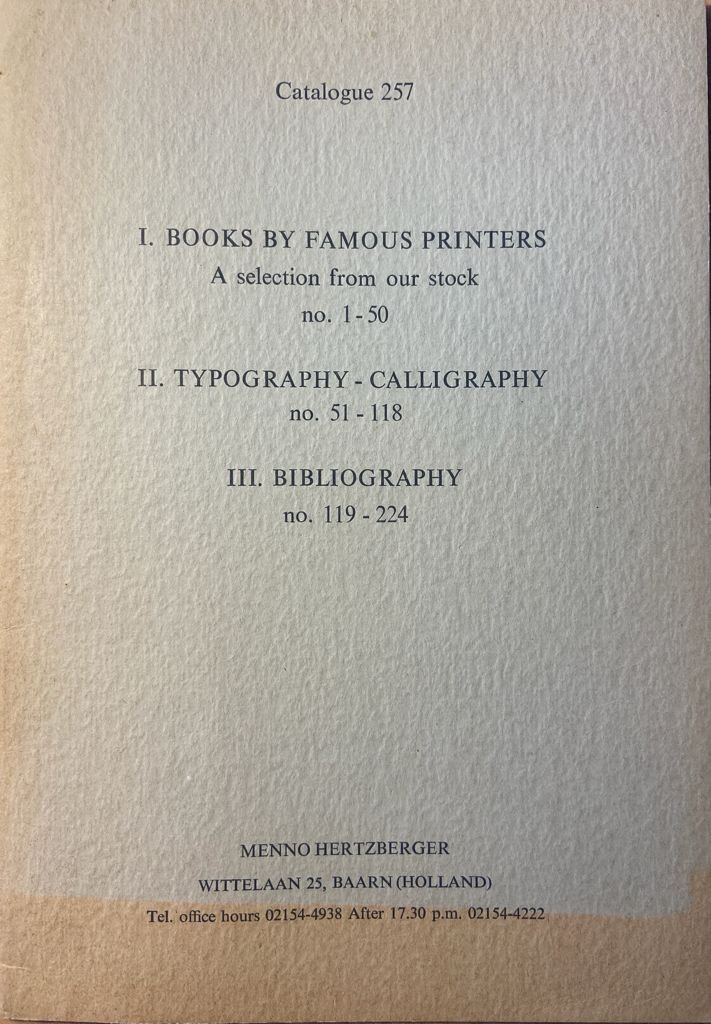 Catalogue 257
I. BOOKS BY FAMOUS PRINTERS
A selection from our stock
no. 1 - 50
II. TYPOGRAPHY - CALLIGRAPHY
no. 51 - 118
III. BIBLIOGRAPHY
no. 119 - 224
MENNO HERTZBERGER
WITTELAAN 25, BAARN (HOLLAND)
Tel. office hours 02154-4938 After 17.30 p.m. 02154-4222